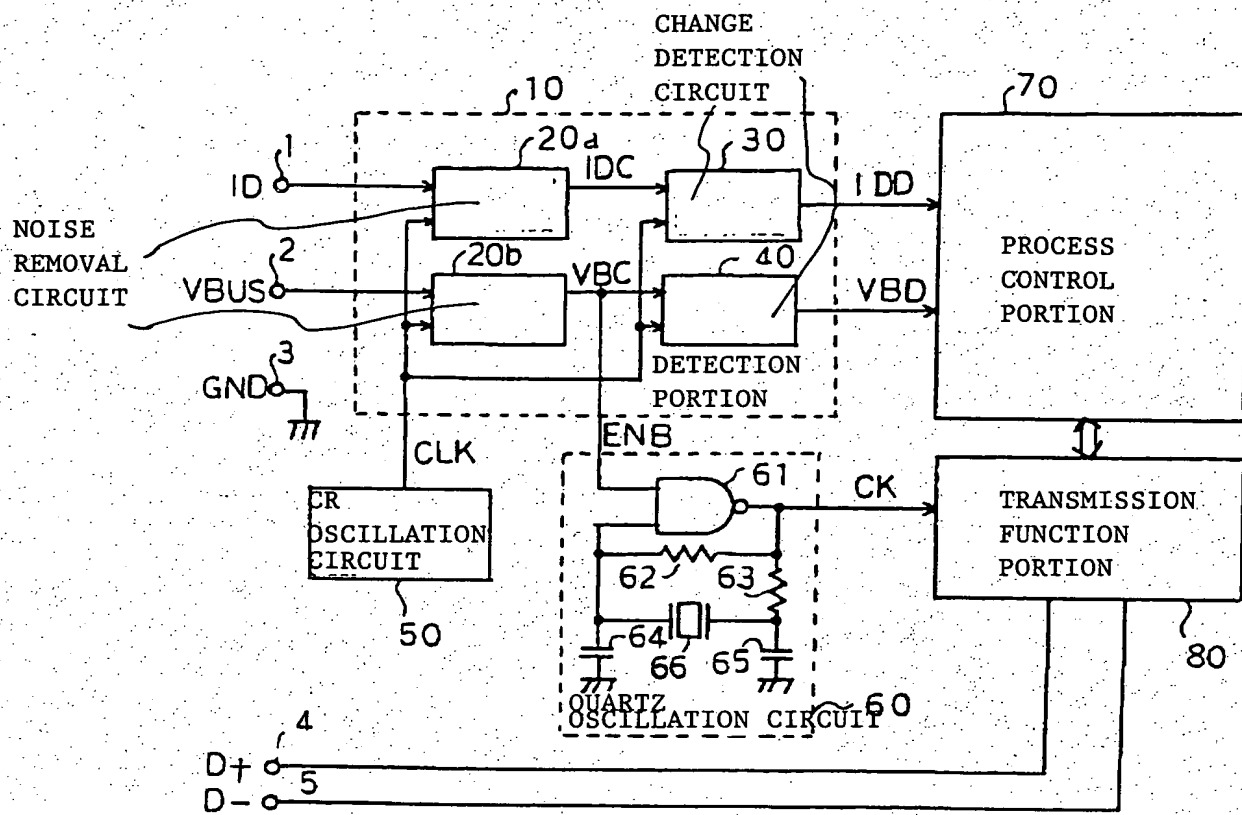 CHANGE
DETECTION
CIRCUIT
10
70
1
20a
IDC
30
ID
IDD
NOISE
REMOVAL
CIRCUIT
2
20b
VBC
40
VBUS
VBD
PROCESS
CONTROL
PORTION
3
GND
DETECTION
PORTION
CLK
ENB
61
CK
CR
OSCILLATION
CIRCUIT
TRANSMISSION
FUNCTION
PORTION
62
63
50
64
66
65
80
QUARTZ
OSCILLATION CIRCUIT
60
4
D+
5
D-